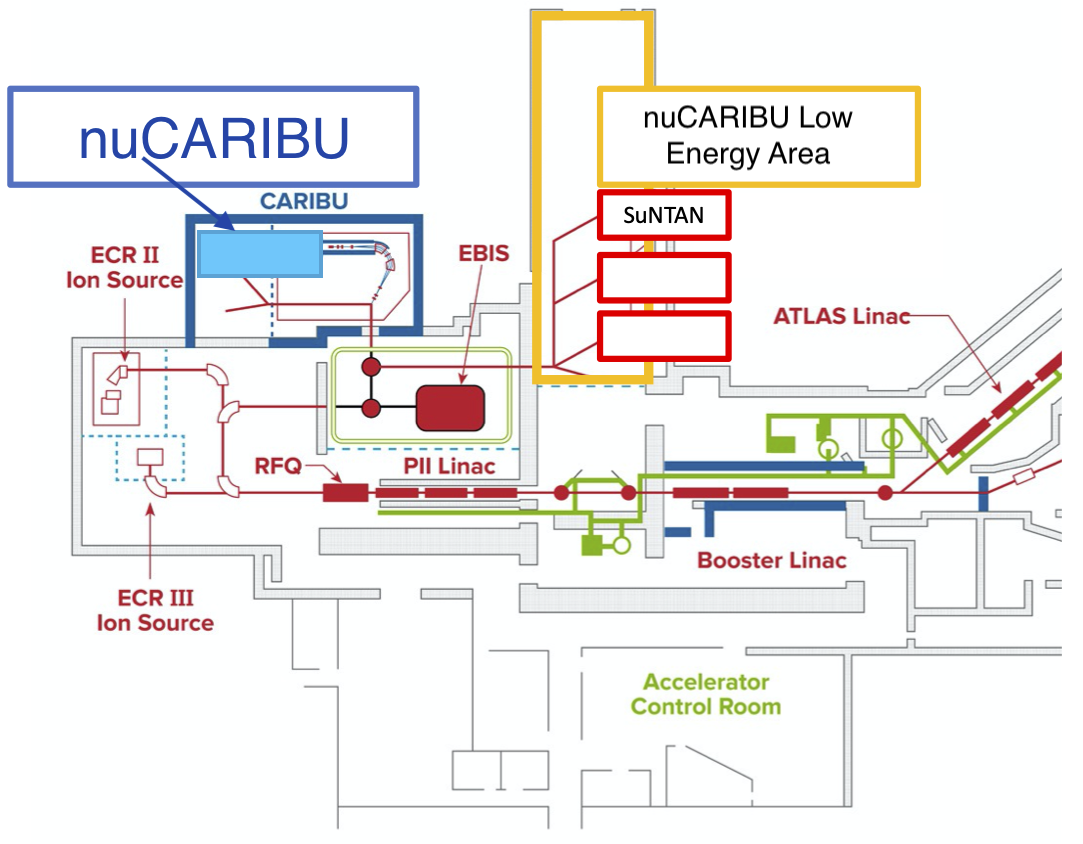 nuCARIBU
nuCARIBU Low
Energy Area
CARIBU
SuNTAN
ECR II
Ion Source
EBIS
ATLAS Linac
RFQ
PII Linac
Booster Linac
ECR III
Ion Source
Accelerator
Control Room